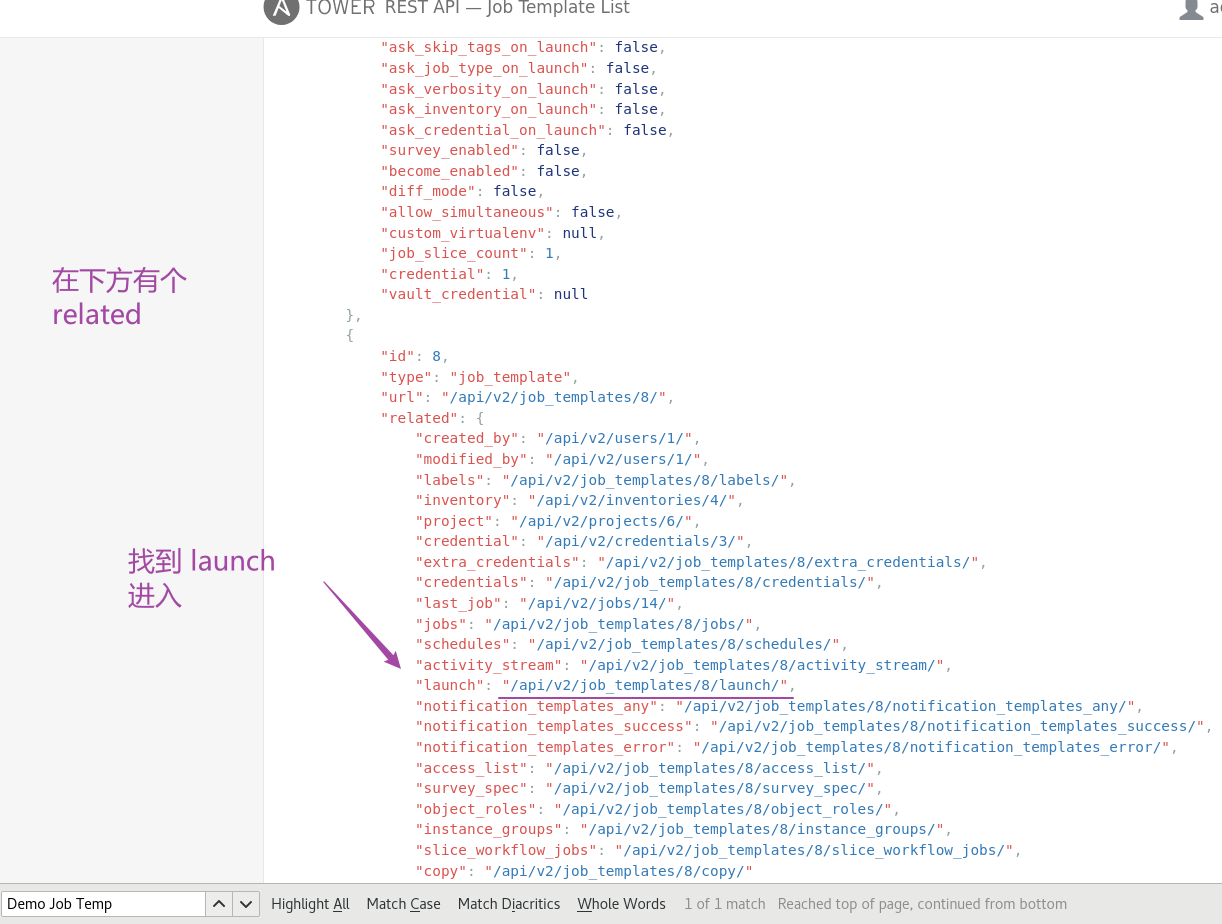 TOWER REST API — Job Template List
"ask_skip_tags_on_launch": false,
"ask_job_type_on_launch": false,
"ask_verbosity_on_launch": false,
"ask_inventory_on_launch": false,
"ask_credential_on_launch": false,
"survey_enabled": false,
"become_enabled": false,
"diff_mode": false,
"allow_simultaneous": false,
"custom_virtualenv": null,
"job_slice_count": 1,
"credential": 1,
"vault_credential": null
},
{
在下方有个
related
"id": 8,
"type": "job_template",
"url": "/api/v2/job_templates/8/",
"related": {
"created_by": "/api/v2/users/1/",
"modified_by": "/api/v2/users/1/",
"labels": "/api/v2/job_templates/8/labels/",
"inventory": "/api/v2/inventories/4/",
"project": "/api/v2/projects/6/",
"credential": "/api/v2/credentials/3/",
"extra_credentials": "/api/v2/job_templates/8/extra_credentials/",
"credentials": "/api/v2/job_templates/8/credentials/",
"last_job": "/api/v2/jobs/14/",
"jobs": "/api/v2/job_templates/8/jobs/",
"schedules": "/api/v2/job_templates/8/schedules/",
"activity_stream": "/api/v2/job_templates/8/activity_stream/",
"launch": "/api/v2/job_templates/8/launch/",
"notification_templates_any": "/api/v2/job_templates/8/notification_templates_any/",
"notification_templates_success": "/api/v2/job_templates/8/notification_templates_success/",
"notification_templates_error": "/api/v2/job_templates/8/notification_templates_error/",
"access_list": "/api/v2/job_templates/8/access_list/",
"survey_spec": "/api/v2/job_templates/8/survey_spec/",
"object_roles": "/api/v2/job_templates/8/object_roles/",
"instance_groups": "/api/v2/job_templates/8/instance_groups/",
"slice_workflow_jobs": "/api/v2/job_templates/8/slice_workflow_jobs/",
"copy": "/api/v2/job_templates/8/copy/"
找到 launch
进入
Demo Job Temp Highlight All Match Case Match Diacritics Whole Words 1 of 1 match Reached top of page, continued from bottom